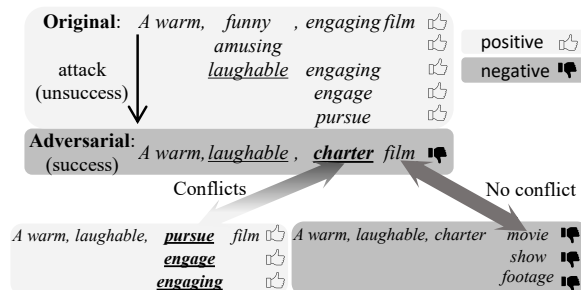 Original: A warm, funny , engaging film
amusing
attack laughable engaging
(unsuccess) engage
pursue
positive
negative
Adversarial:
(success) A warm, laughable , charter film
Conflicts
No conflict
A warm, laughable, pursue film
engage
engaging
A warm, laughable, charter movie
show
footage